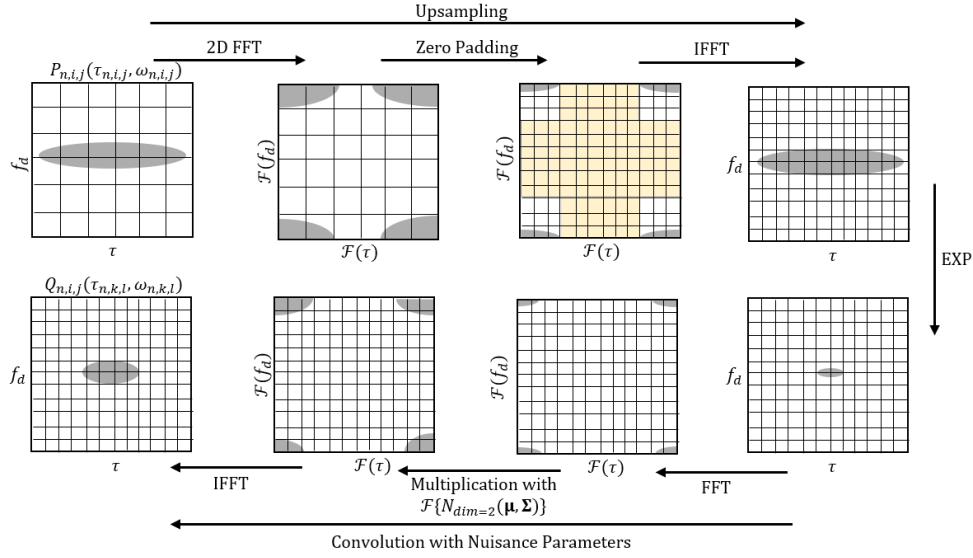 Upsampling
2D FFT
Zero Padding
IFFT
P_{n,i,j}(τ_{n,i,j}, ω_{n,i,j})
f_d
τ
ℱ(f_d)
ℱ(τ)
ℱ(f_d)
ℱ(τ)
f_d
τ
EXP
Q_{n,i,j}(τ_{n,k,l}, ω_{n,k,l})
f_d
τ
ℱ(f_d)
ℱ(τ)
ℱ(f_d)
ℱ(τ)
f_d
τ
IFFT
Multiplication with
ℱ{N_{dim=2}(μ, Σ)}
FFT
Convolution with Nuisance Parameters